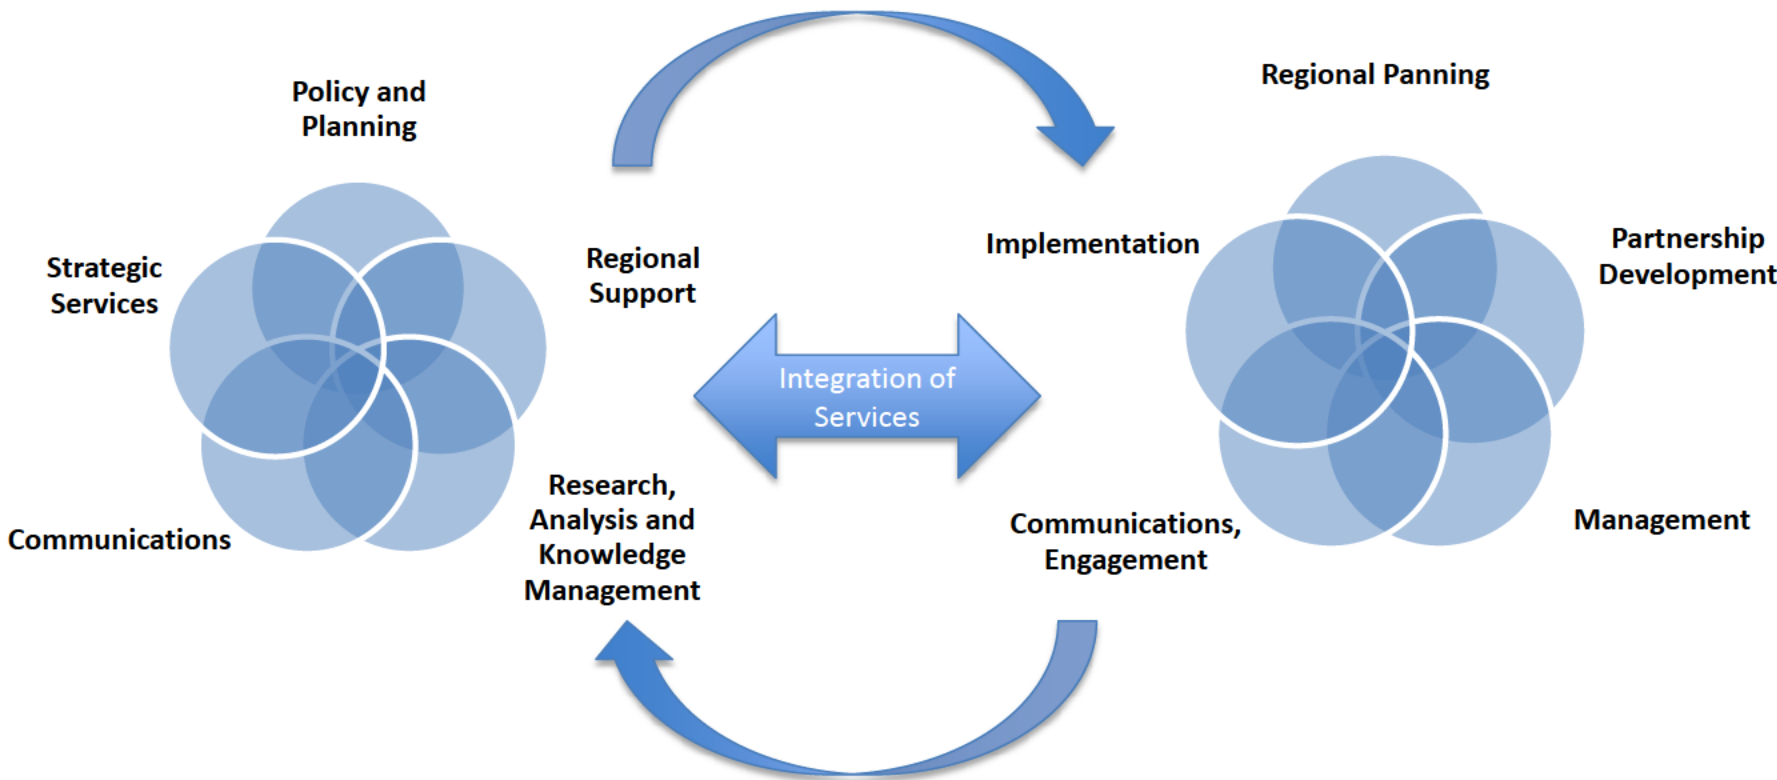 Policy and
Planning
Strategic
Services
Regional
Support
Communications
Research,
Analysis and
Knowledge
Management
Integration of
Services
Regional Panning
Implementation
Partnership
Development
Communications,
Engagement
Management